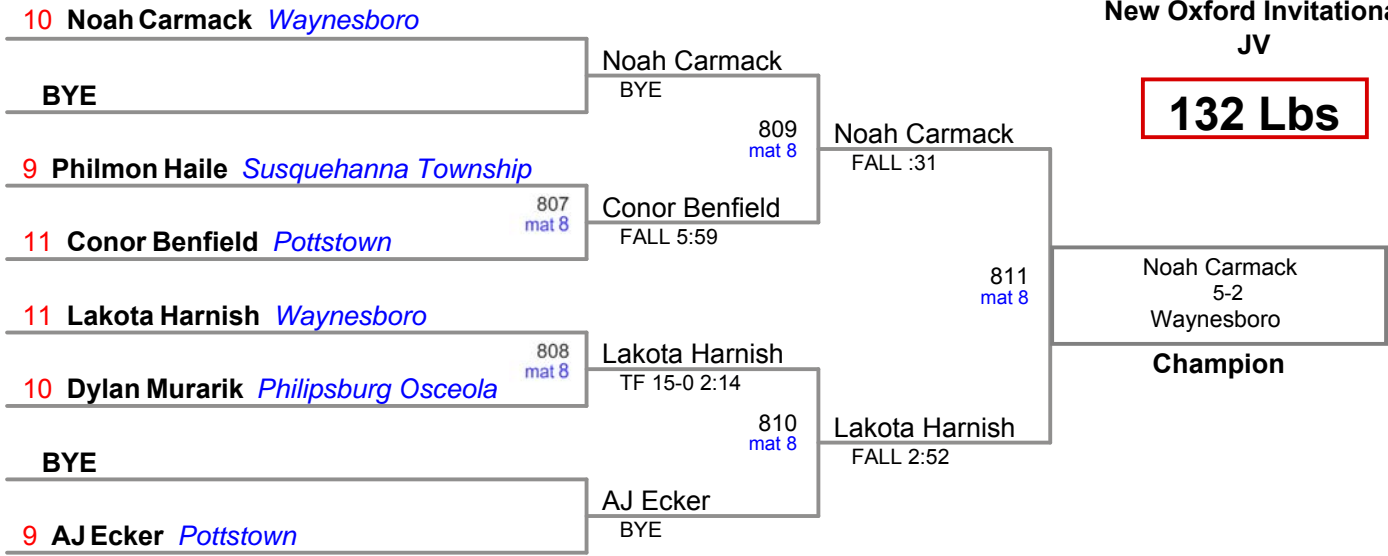 New Oxford Invitationa
JV
132 Lbs
10 Noah Carmack Waynesboro
BYE
9 Philmon Haile Susquehanna Township
11 Conor Benfield Pottstown
11 Lakota Harnish Waynesboro
10 Dylan Murarik Philipsburg Osceola
BYE
9 AJ Ecker Pottstown
807
mat 8
808
mat 8
Noah Carmack
BYE
Conor Benfield
FALL 5:59
Lakota Harnish
TF 15-0 2:14
AJ Ecker
BYE
809
mat 8
810
mat 8
Noah Carmack
FALL :31
Lakota Harnish
FALL 2:52
811
mat 8
Noah Carmack
5-2
Waynesboro
Champion